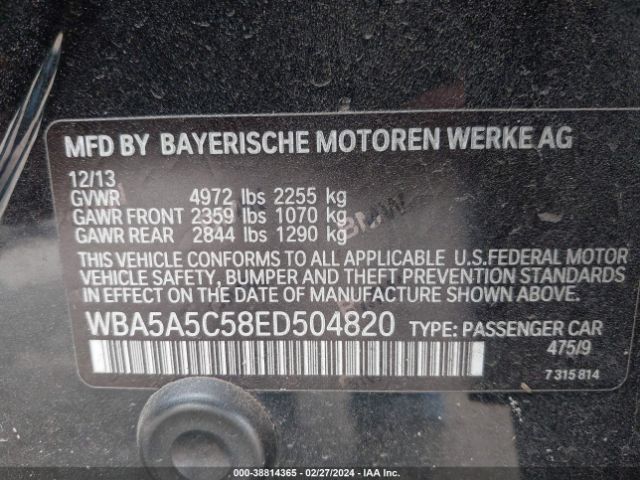 MFD BY BAYERISCHE MOTOREN WERKE AG
12/13
GVWR 4972 lbs 2255 kg
GAWR FRONT 2359 lbs 1070 kg
GAWR REAR 2844 lbs 1290 kg
THIS VEHICLE CONFORMS TO ALL APPLICABLE U.S.FEDERAL MOTOR
VEHICLE SAFETY, BUMPER AND THEFT PREVENTION STANDARDS
IN EFFECT ON THE DATE OF MANUFACTURE SHOWN ABOVE.
WBA5A5C58ED504820 TYPE: PASSENGER CAR
475/9
7 315 814
000-38814365 - 02/27/2024 - IAA Inc.